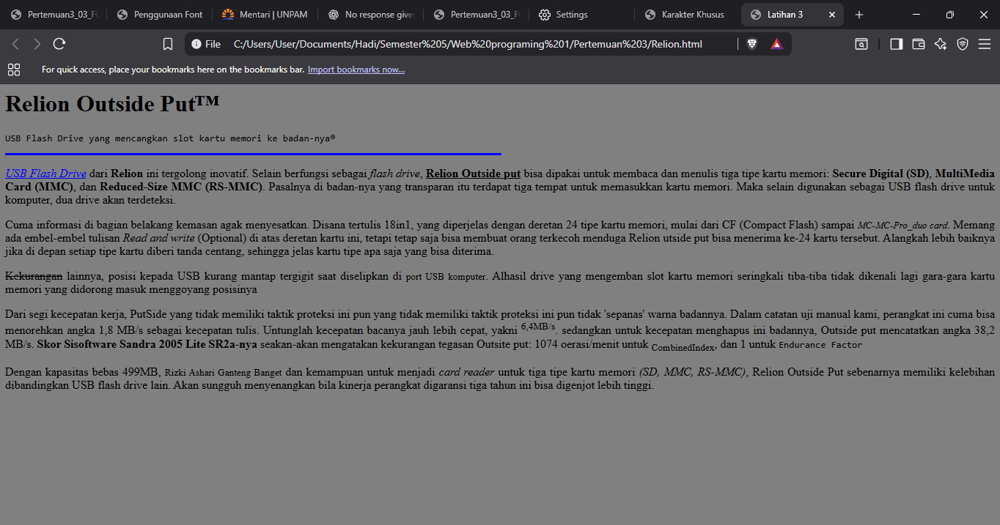 Pertemuan3_03_F
Penggunaan Font
Mentari | UNPAM
No response give
Pertemuan3_03_F
Settings
Karakter Khusus
Latihan 3
File C:/Users/User/Documents/Hadi/Semester%205/Web%20programing%201/Pertemuan%203/Relion.html
For quick access, place your bookmarks here on the bookmarks bar. Import bookmarks now...
Relion Outside Put™
USB Flash Drive yang mencangkan slot kartu memori ke badan-nya®
USB Flash Drive dari Relion ini tergolong inovatif. Selain berfungsi sebagai flash drive, Relion Outside put bisa dipakai untuk membaca dan menulis tiga tipe kartu memori: Secure Digital (SD), MultiMedia
Card (MMC), dan Reduced-Size MMC (RS-MMC). Pasalnya di badan-nya yang transparan itu terdapat tiga tempat untuk memasukkan kartu memori. Maka selain digunakan sebagai USB flash drive untuk
komputer, dua drive akan terdeteksi.
Cuma informasi di bagian belakang kemasan agak menyesatkan. Disana tertulis 18in1, yang diperjelas dengan deretan 24 tipe kartu memori, mulai dari CF (Compact Flash) sampai MC-MC-Pro_duo card. Memang
ada embel-embel tulisan Read and write (Optional) di atas deretan kartu ini, tetapi tetap saja bisa membuat orang terkecoh menduga Relion utside put bisa menerima ke-24 kartu tersebut. Alangkah lebih baiknya
jika di depan setiap tipe kartu diberi tanda centang, sehingga jelas kartu tipe apa saja yang bisa diterima.
Kekurangan lainnya, posisi kepada USB kurang mantap tergigit saat diselipkan di port USB komputer. Alhasil drive yang mengemban slot kartu memori seringkali tiba-tiba tidak dikenali lagi gara-gara kartu
memori yang didorong masuk menggoyang posisinya
Dari segi kecepatan kerja, PutSide yang tidak memiliki taktik proteksi ini pun yang tidak memiliki taktik proteksi ini pun tidak 'sepanas' warna badannya. Dalam catatan uji manual kami, perangkat ini cuma bisa
menorehkan angka 1,8 MB/s sebagai kecepatan tulis. Untunglah kecepatan bacanya jauh lebih cepat, yakni 6,4MB/s. sedangkan untuk kecepatan menghapus ini badannya, Outside put mencatatkan angka 38,2
MB/s. Skor Sisoftware Sandra 2005 Lite SR2a-nya seakan-akan mengatakan kekurangan tegasan Outsite put: 1074 oerasi/menit untuk CombinedIndex, dan 1 untuk Endurance Factor
Dengan kapasitas bebas 499MB, Rizki Ashari Ganteng Banget dan kemampuan untuk menjadi card reader untuk tiga tipe kartu memori (SD, MMC, RS-MMC), Relion Outside Put sebenarnya memiliki kelebihan
dibandingkan USB flash drive lain. Akan sungguh menyenangkan bila kinerja perangkat digaransi tiga tahun ini bisa digenjot lebih tinggi.